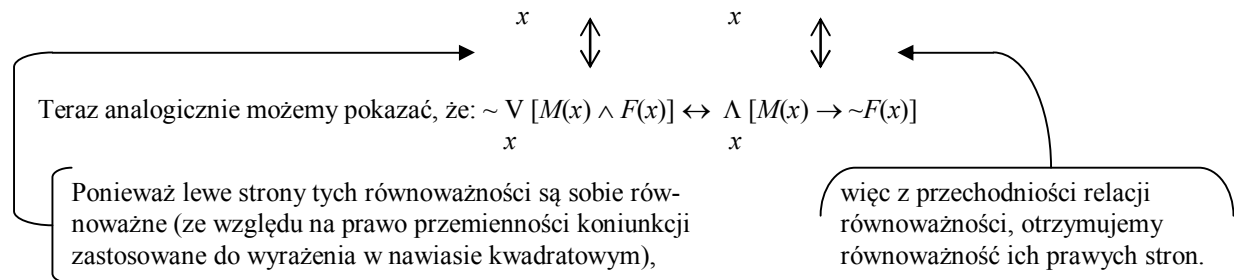 x x
Teraz analogicznie możemy pokazać, że: ~ V [M(x) ∧ F(x)] ↔ Λ [M(x) → ~F(x)]
x x
Ponieważ lewe strony tych równoważności są sobie rów-
noważne (ze względu na prawo przemienności koniunkcji
zastosowane do wyrażenia w nawiasie kwadratowym),
więc z przechodniości relacji
równoważności, otrzymujemy
równoważność ich prawych stron.